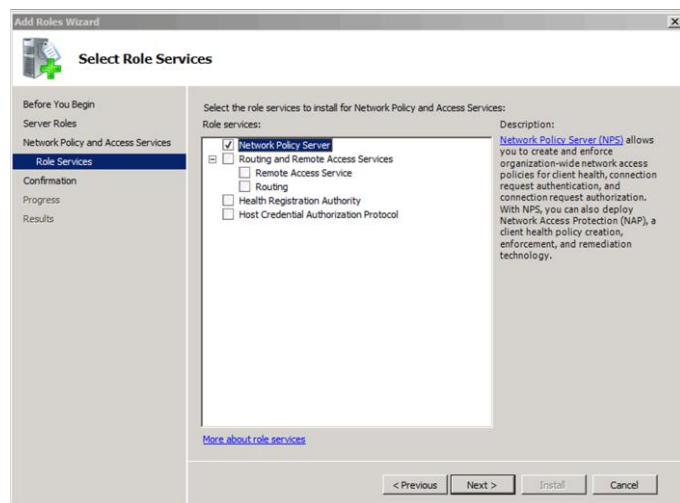 Add Roles Wizard
Select Role Services
Before You Begin
Server Roles
Network Policy and Access Services
Role Services
Confirmation
Progress
Results
Select the role services to install for Network Policy and Access Services:
Role services:
Network Policy Server
Routing and Remote Access Services
Remote Access Service
Routing
Health Registration Authority
Host Credential Authorization Protocol
More about role services
Description:
Network Policy Server (NPS) allows
you to create and enforce
organization-wide network access
policies for client health, connection
request authentication, and
connection request authorization.
With NPS, you can also deploy
Network Access Protection (NAP), a
client health policy creation,
enforcement, and remediation
technology.
< Previous
Next >
Install
Cancel